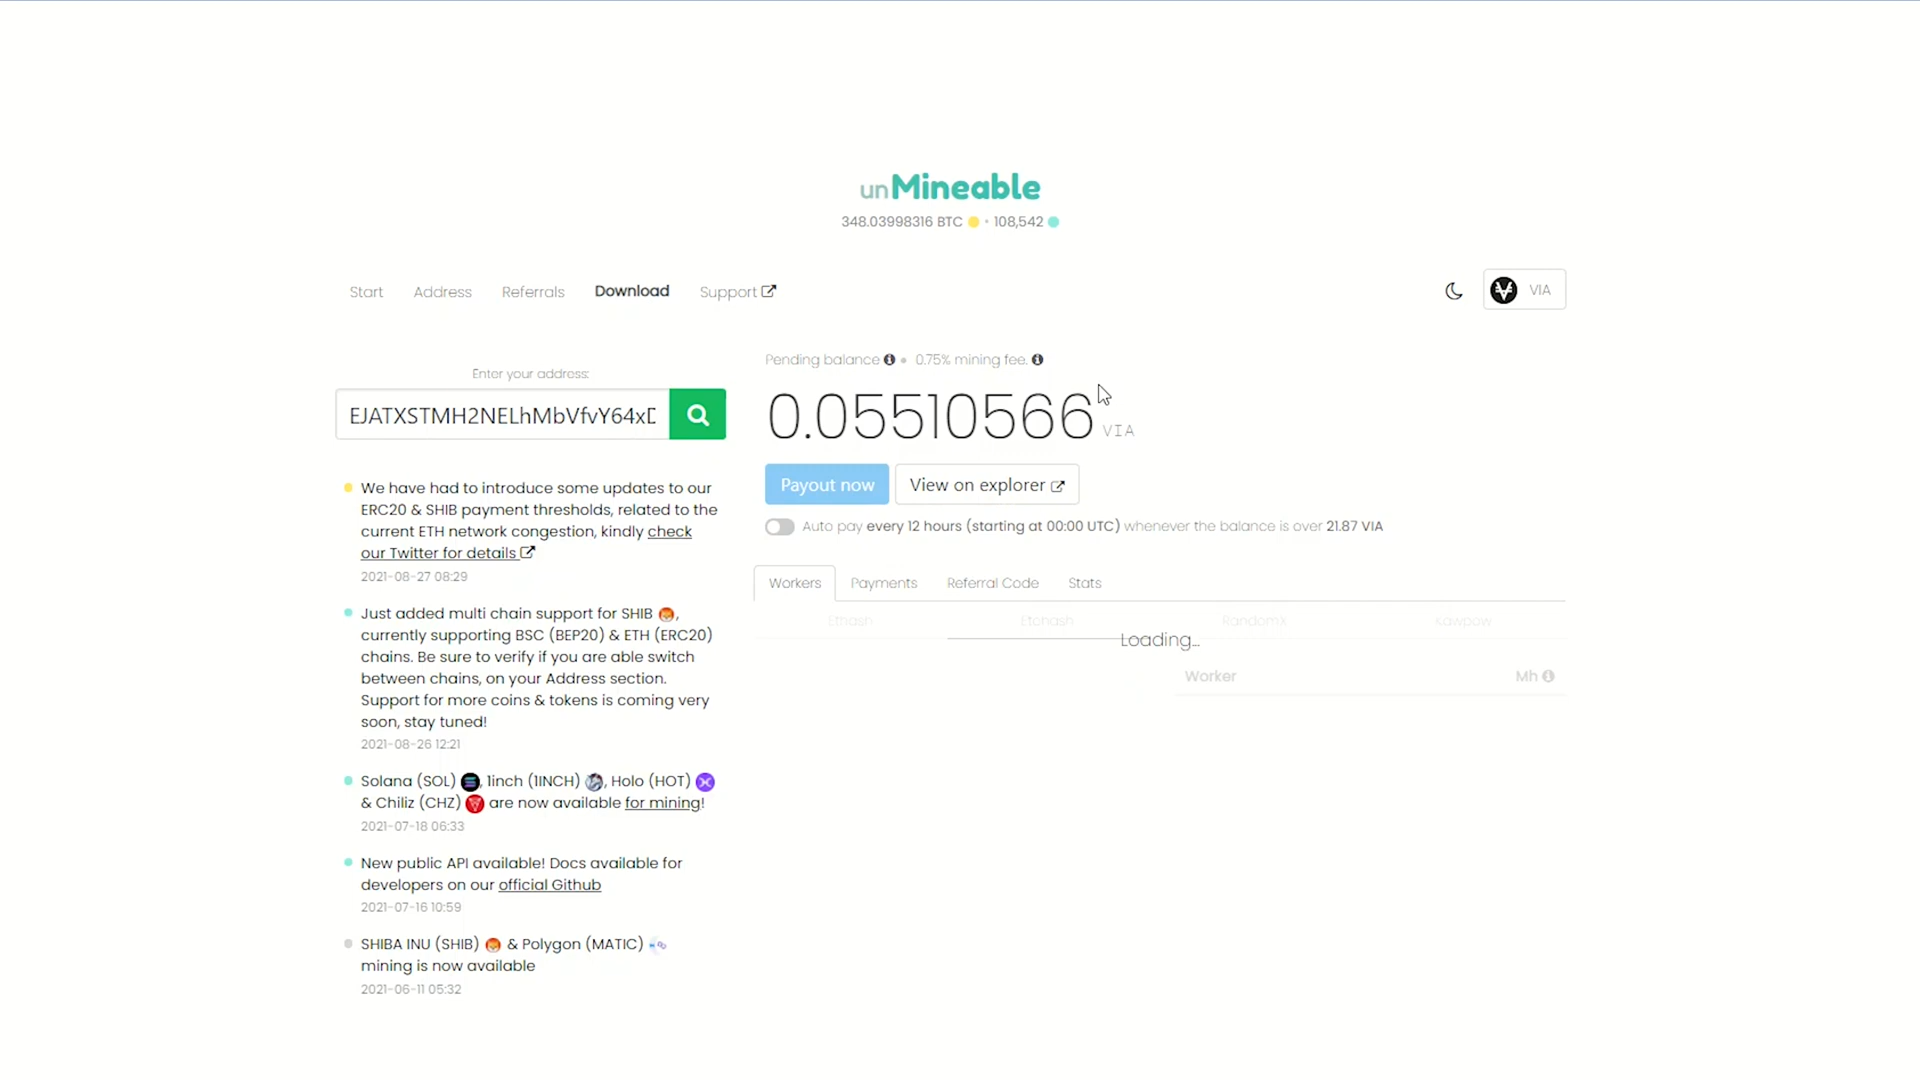 unMineable
348.03998316 BTC • 108,542
Start Address Referrals Download Support
VIA
Enter your address:
EJATXSTMH2NELhMbVfvY64xD
We have had to introduce some updates to our
ERC20 & SHIB payment thresholds, related to the
current ETH network congestion, kindly check
our Twitter for details
2021-08-27 08:29
Just added multi chain support for SHIB ,
currently supporting BSC (BEP20) & ETH (ERC20)
chains. Be sure to verify if you are able switch
between chains, on your Address section.
Support for more coins & tokens is coming very
soon, stay tuned!
2021-08-26 12:21
Solana (SOL) , 1inch (1INCH) , Holo (HOT)
& Chiliz (CHZ) are now available for mining!
2021-07-18 06:33
New public API available! Docs available for
developers on our official Github
2021-07-16 10:59
SHIBA INU (SHIB) & Polygon (MATIC)
mining is now available
2021-06-11 05:32
Pending balance • 0.75% mining fee.
0.05510566 VIA
Payout now View on explorer
Auto pay every 12 hours (starting at 00:00 UTC) whenever the balance is over 21.87 VIA
Workers Payments Referral Code Stats
Ethash Etchash RandomX Kawpow
Loading...
Worker Mh